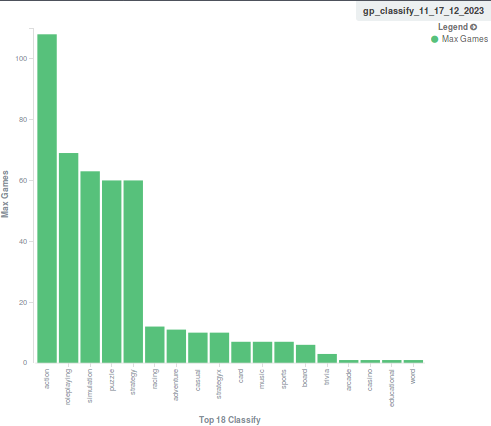 gp_classify_11_17_12_2023
Legend
Max Games
Max Games
100
80
60
40
20
0
action
roleplaying
simulation
puzzle
strategy
racing
adventure
casual
strategyx
card
music
sports
board
trivia
arcade
casino
educational
word
Top 18 Classify